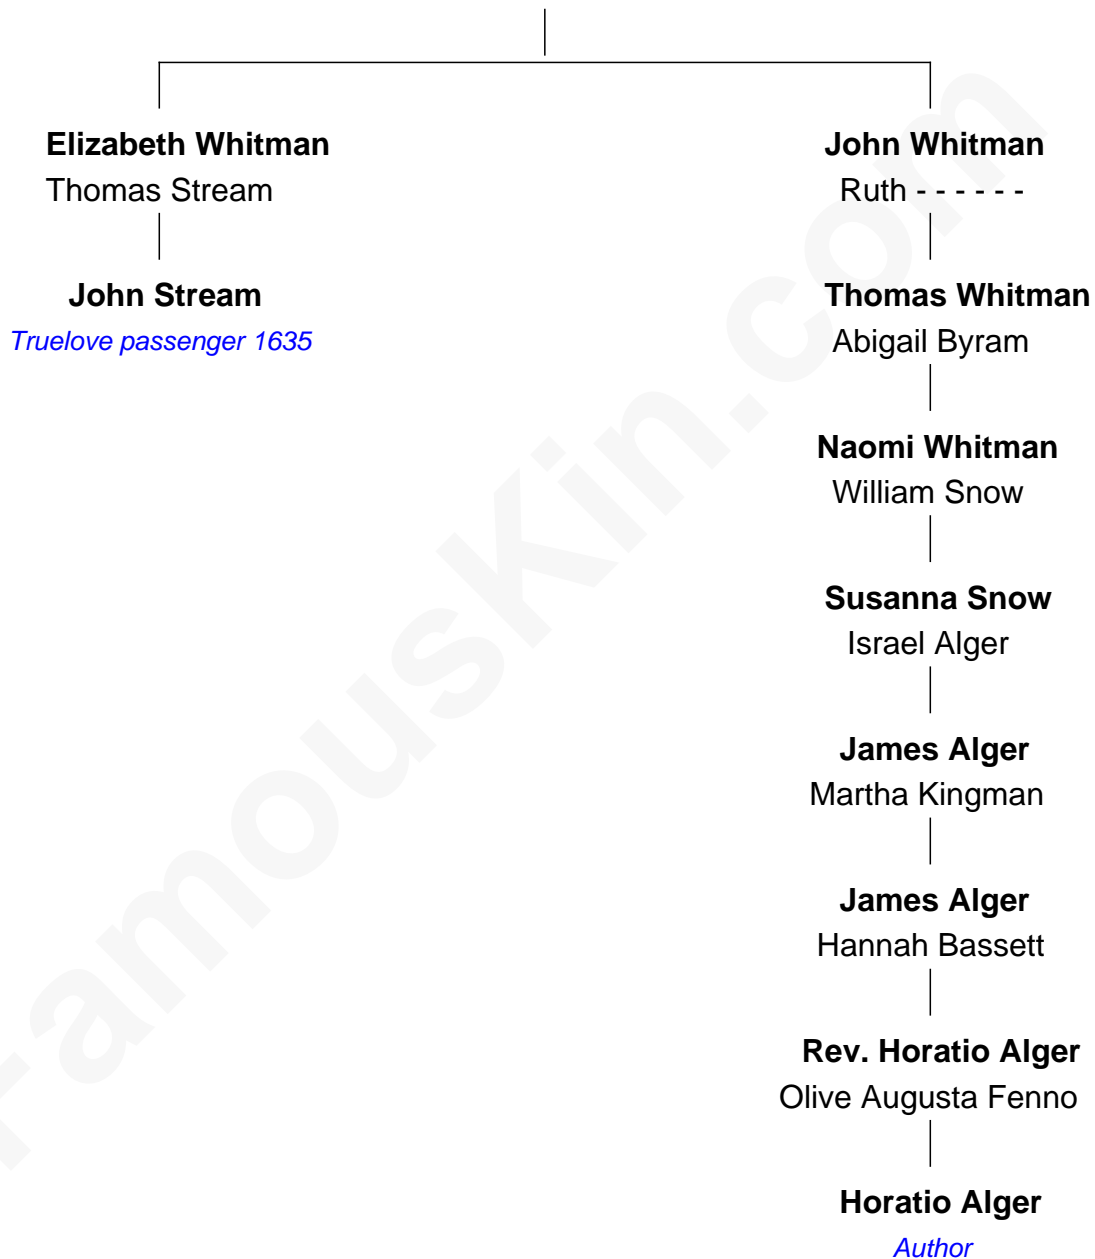 Elizabeth Whitman
Thomas Stream
John Stream
Truelove passenger 1635
John Whitman
Ruth - - - - - -
Thomas Whitman
Abigail Byram
Naomi Whitman
William Snow
Susanna Snow
Israel Alger
James Alger
Martha Kingman
James Alger
Hannah Bassett
Rev. Horatio Alger
Olive Augusta Fenno
Horatio Alger
Author
FamousKin.com